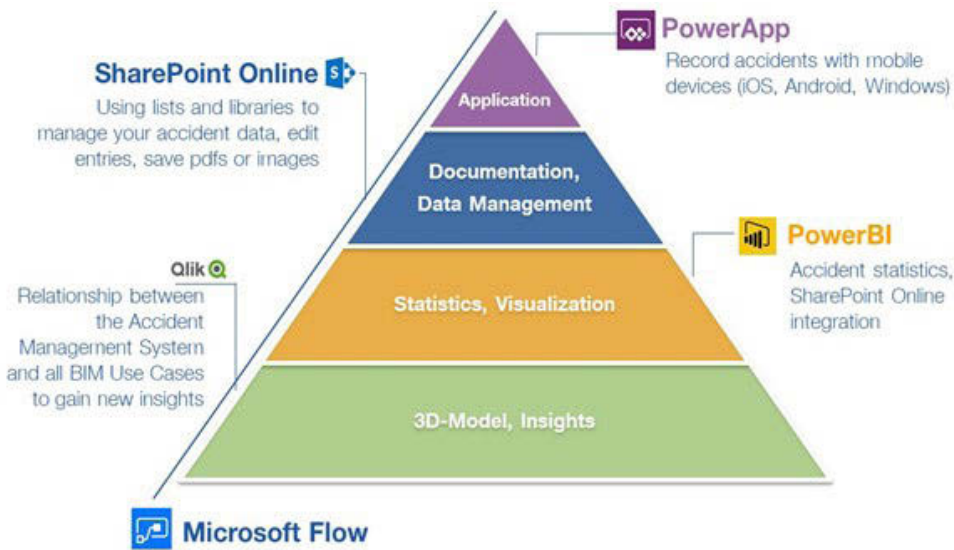 PowerApp
Record accidents with mobile
devices (iOS, Android, Windows)
SharePoint Online
Using lists and libraries to
manage your accident data, edit
entries, save pdfs or images
Application
Documentation,
Data Management
PowerBI
Accident statistics,
SharePoint Online
integration
Statistics, Visualization
Qlik
Relationship between
the Accident
Management System
and all BIM Use Cases
to gain new insights
3D-Model, Insights
Microsoft Flow